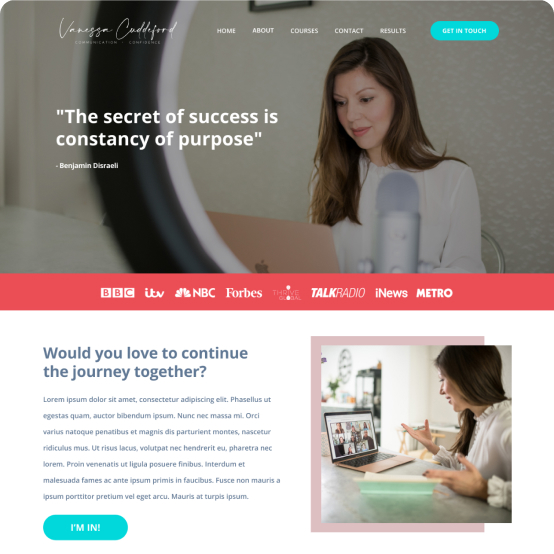 Vanessa Cuddeford
COMMUNICATION - CONFIDENCE
HOME ABOUT COURSES CONTACT RESULTS GET IN TOUCH
"The secret of success is
constancy of purpose"
- Benjamin Disraeli
BBC itv NBC Forbes THRIVE GLOBAL TALKRADIO iNews METRO
Would you love to continue
the journey together?
Lorem ipsum dolor sit amet, consectetur adipiscing elit. Phasellus ut
egestas quam, auctor bibendum ipsum. Nunc nec massa mi. Orci
varius natoque penatibus et magnis dis parturient montes, nascetur
ridiculus mus. Ut risus lacus, volutpat nec hendrerit eu, pharetra nec
lorem. Proin venenatis ut ligula posuere finibus. Interdum et
malesuada fames ac ante ipsum primis in faucibus. Fusce non mauris a
ipsum porttitor pretium vel eget arcu. Mauris at turpis ipsum.
I'M IN!